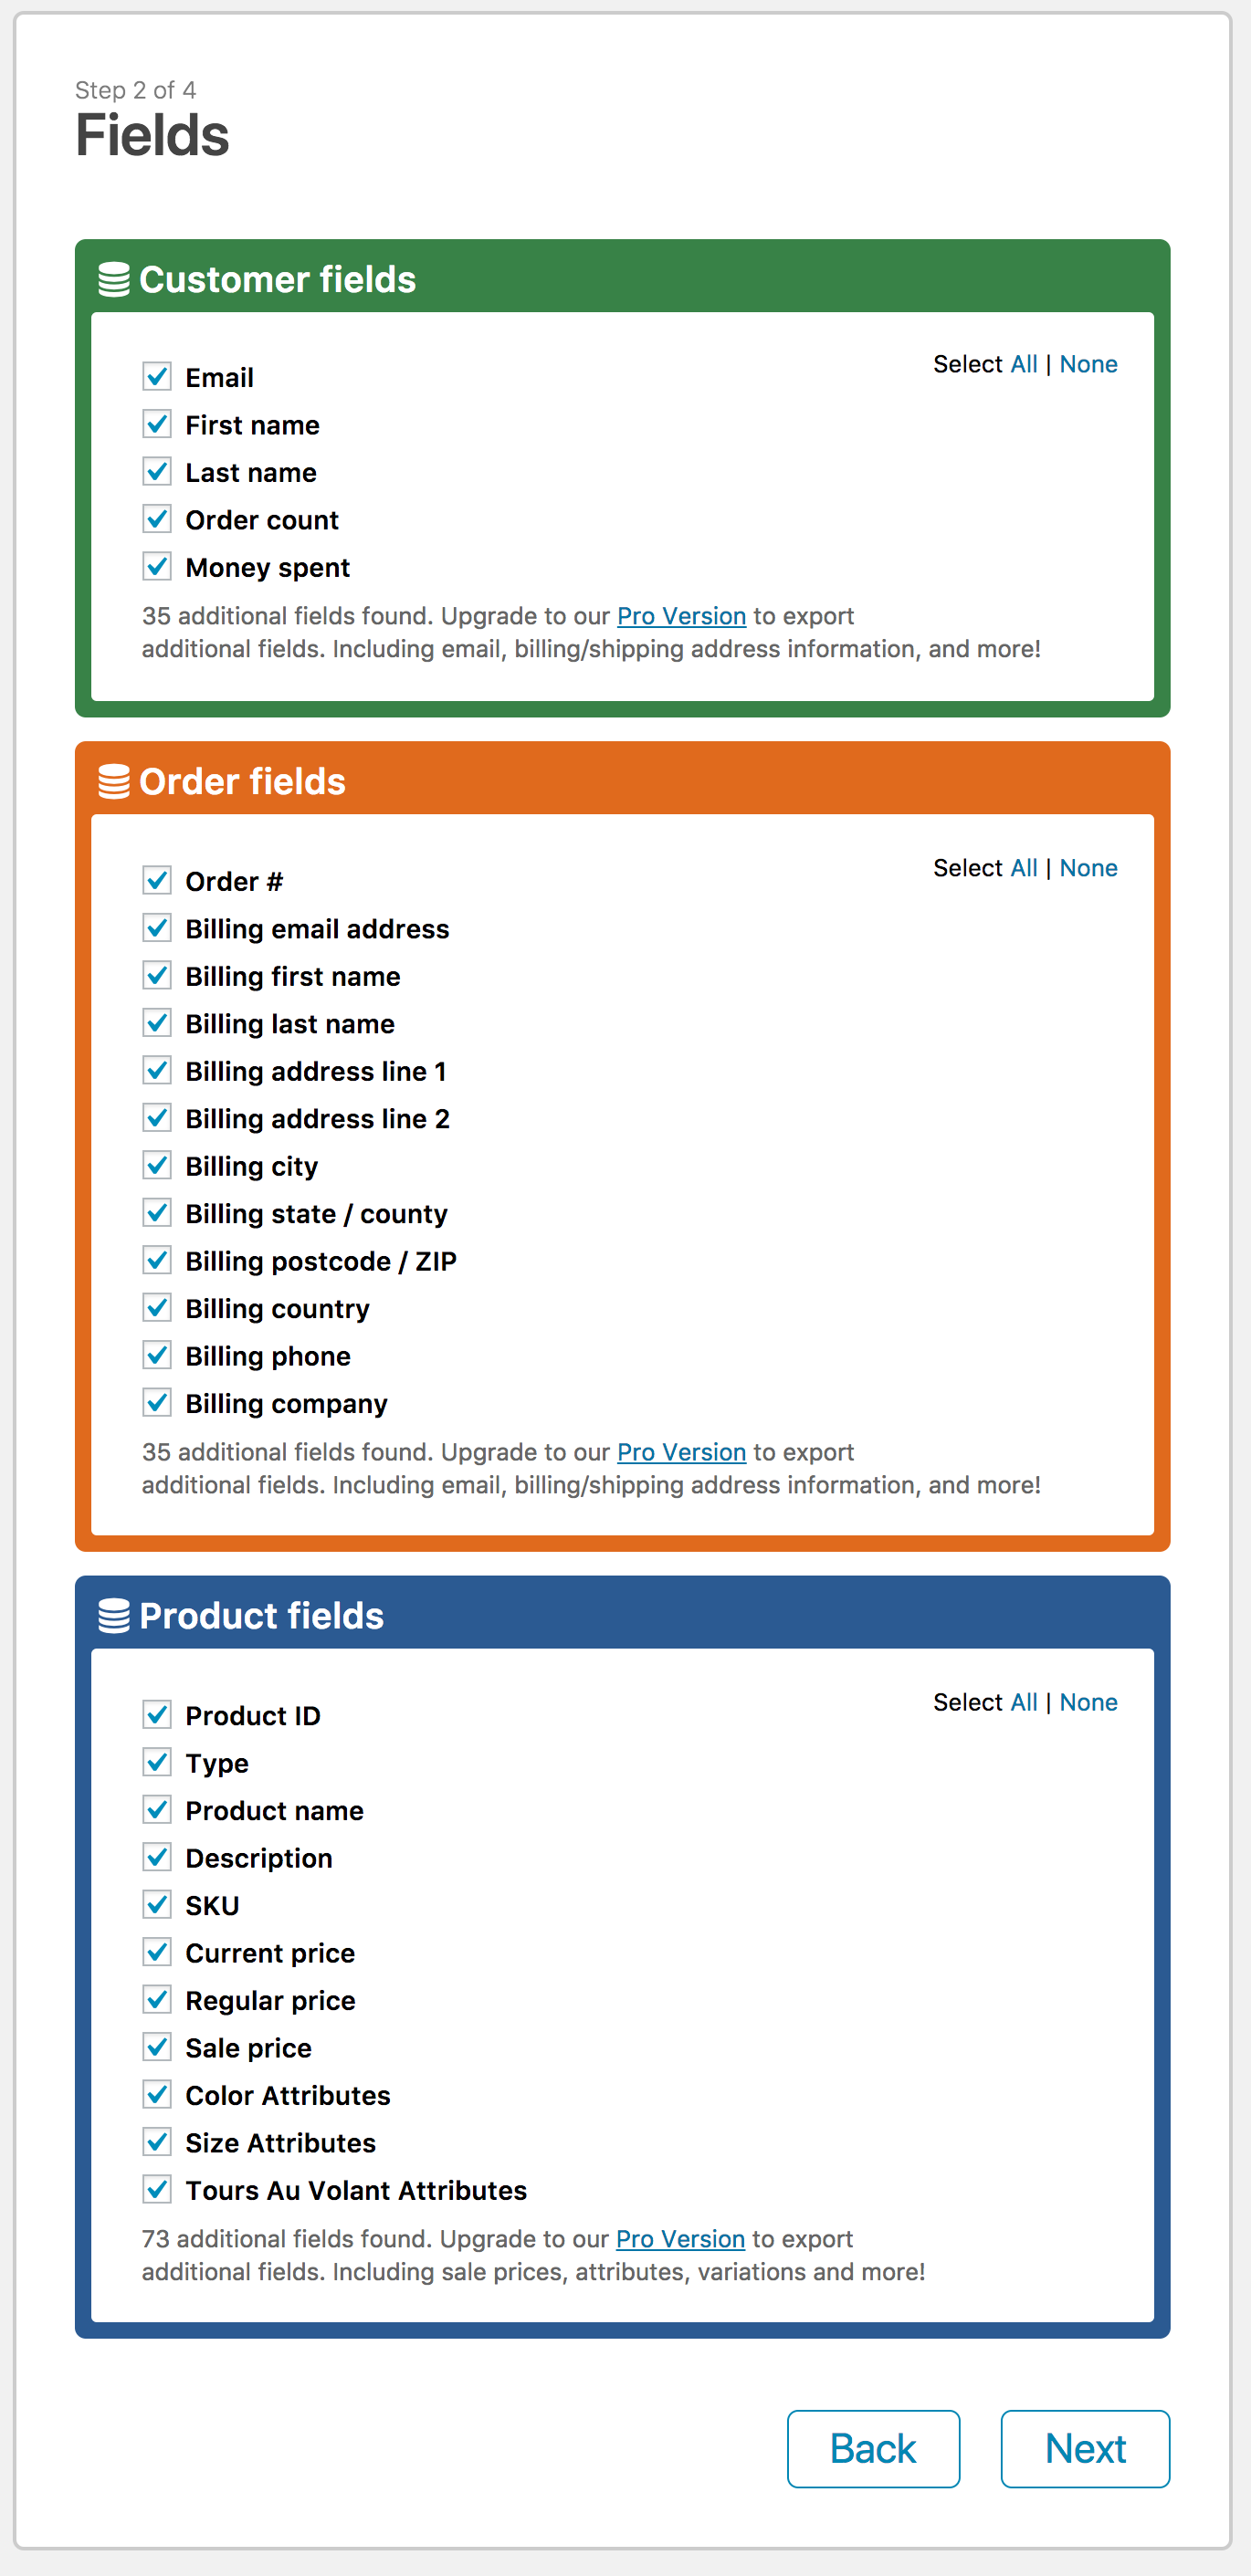 Step 2 of 4
Fields
Customer fields
Select All | None
Email
First name
Last name
Order count
Money spent
35 additional fields found. Upgrade to our Pro Version to export
additional fields. Including email, billing/shipping address information, and more!
Order fields
Select All | None
Order #
Billing email address
Billing first name
Billing last name
Billing address line 1
Billing address line 2
Billing city
Billing state / county
Billing postcode / ZIP
Billing country
Billing phone
Billing company
35 additional fields found. Upgrade to our Pro Version to export
additional fields. Including email, billing/shipping address information, and more!
Product fields
Select All | None
Product ID
Type
Product name
Description
SKU
Current price
Regular price
Sale price
Color Attributes
Size Attributes
Tours Au Volant Attributes
73 additional fields found. Upgrade to our Pro Version to export
additional fields. Including sale prices, attributes, variations and more!
Back
Next